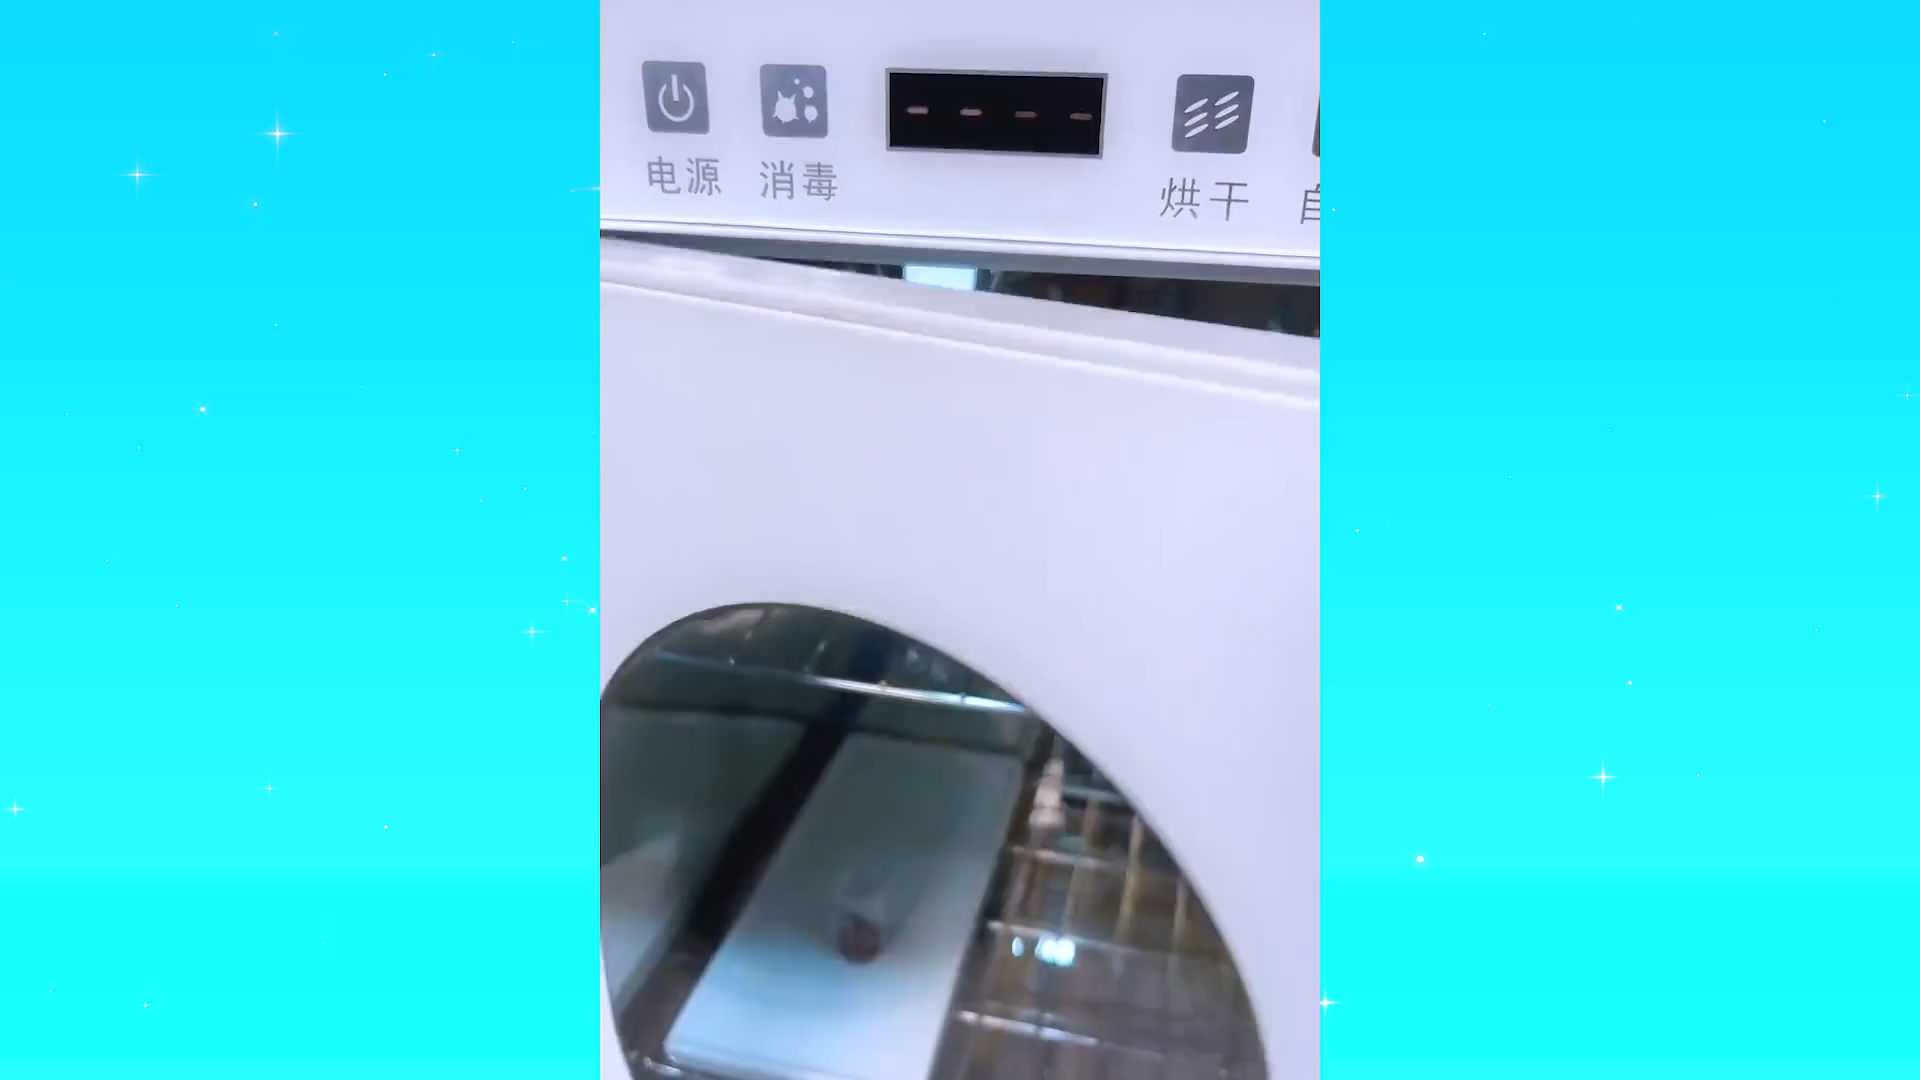 电源 消毒 - - - - 烘干